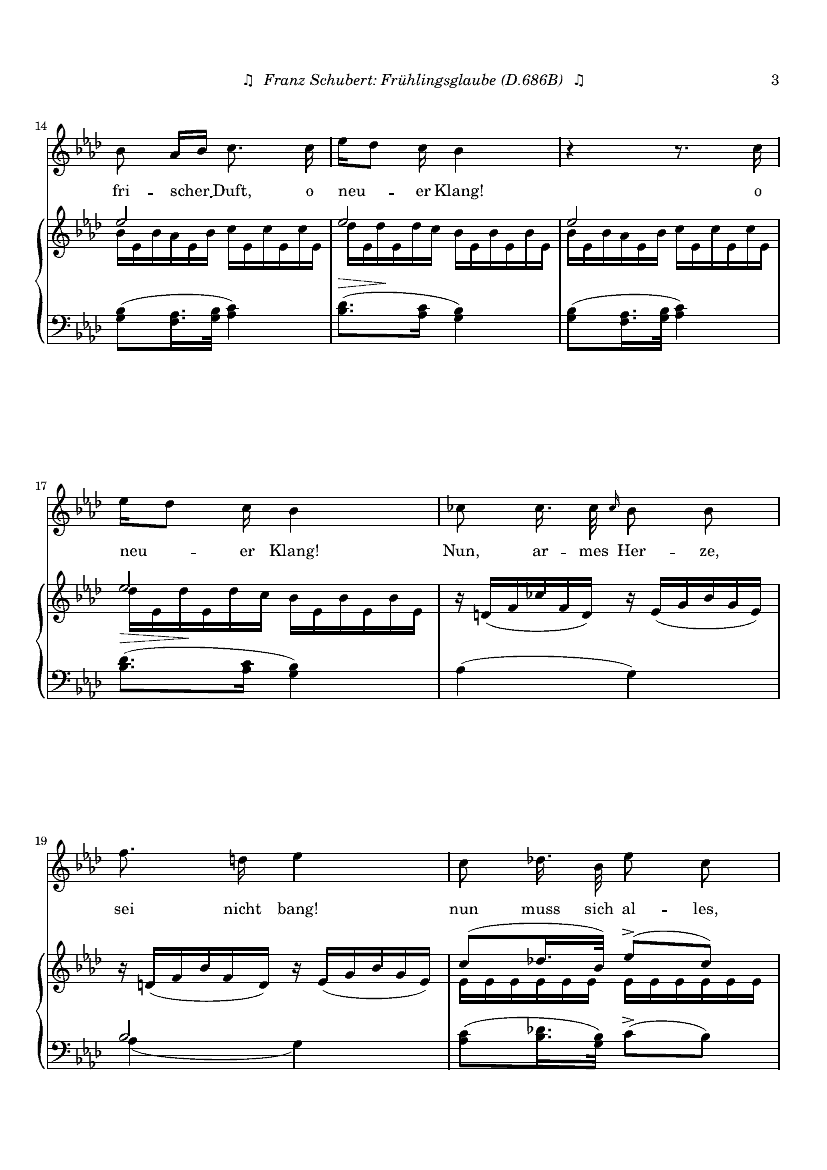 ♫ Franz Schubert: Frühlingsglaube (D.686B) ♫ 3
14
fri - scher Duft, o neu - er Klang! o
17
neu - er Klang! Nun, ar - mes Her - ze,
19
sei nicht bang! nun muss sich al - les,